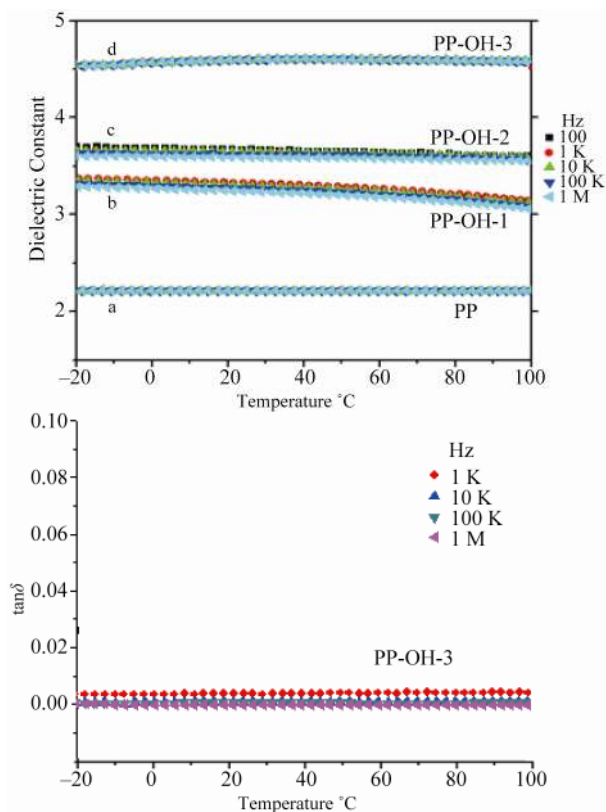 5
4
3
2
Dielectric Constant
d
PP-OH-3
c
PP-OH-2
b
PP-OH-1
a
PP
Hz
100
1 K
10 K
100 K
1 M
–20 0 20 40 60 80 100
Temperature ˚C
0.10
0.08
0.06
0.04
0.02
0.00
tanδ
Hz
1 K
10 K
100 K
1 M
PP-OH-3
–20 0 20 40 60 80 100
Temperature ˚C